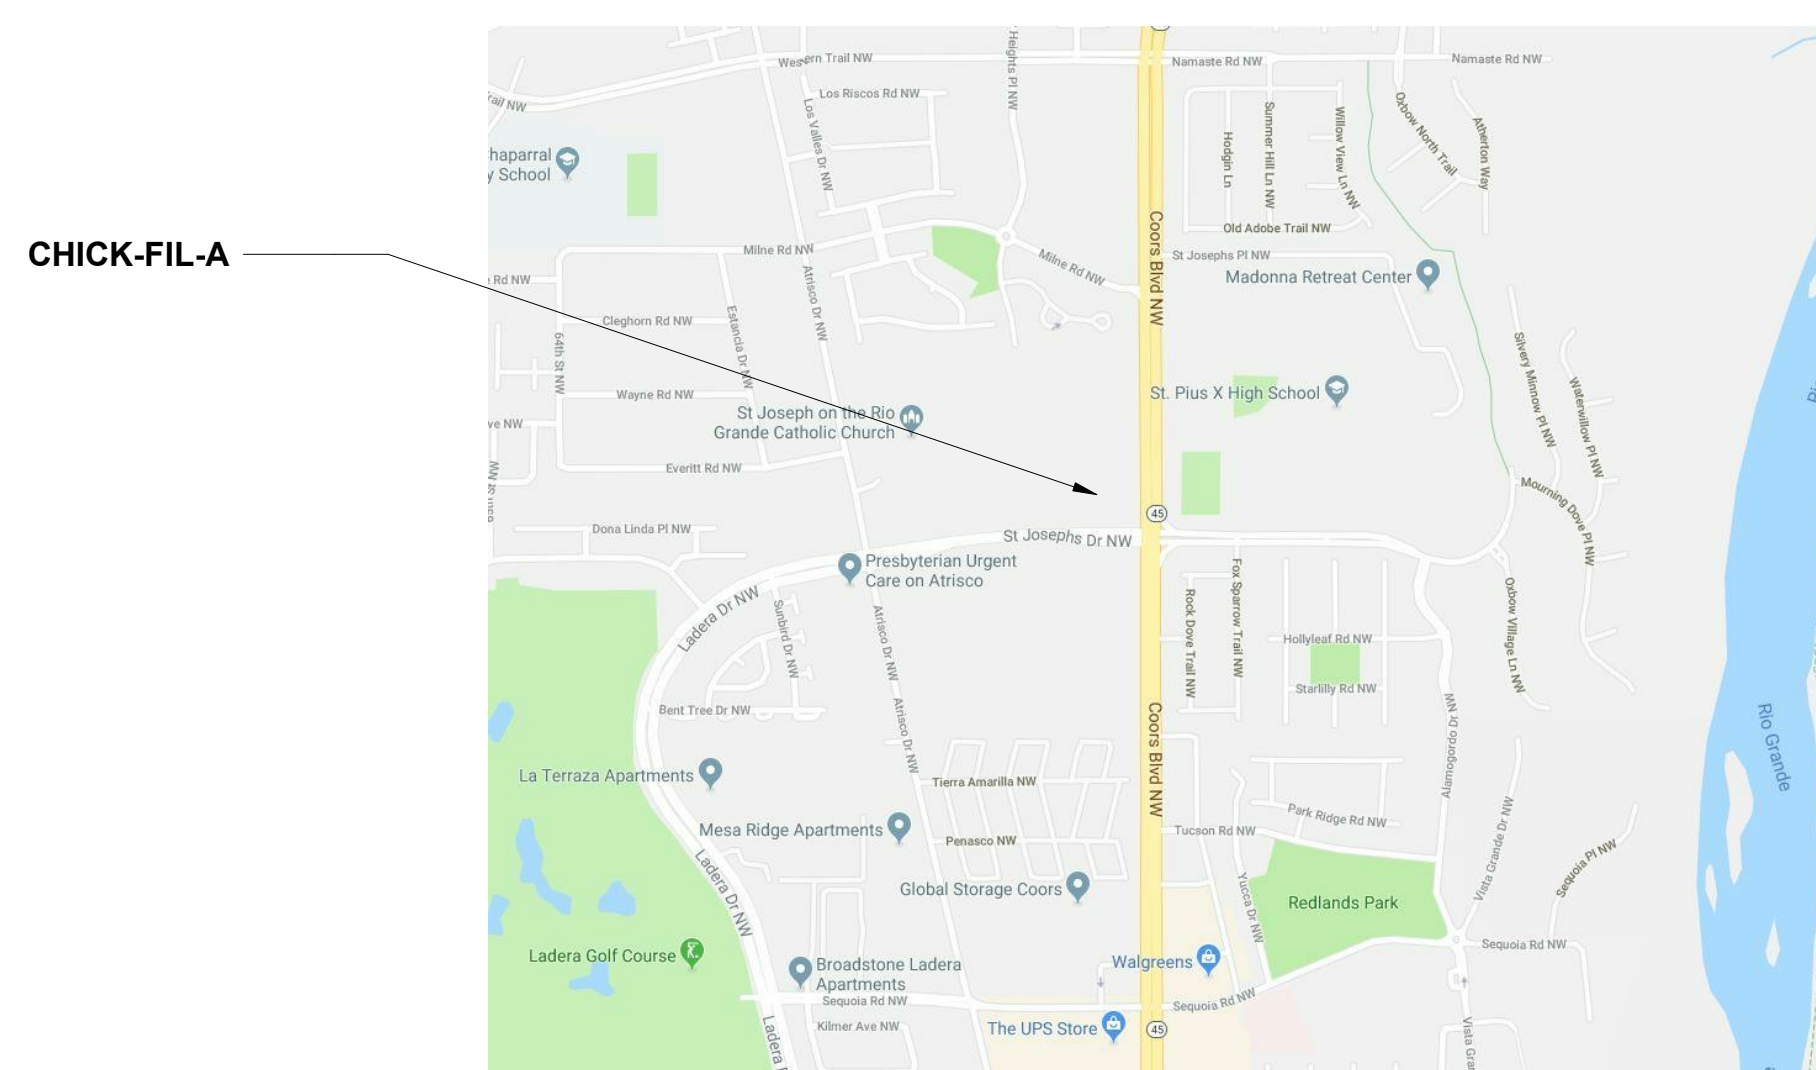 CHICK-FIL-A
Western Trail NW
Namaste Rd NW
Namaste Rd NW
Trail NW
Los Riscos Rd NW
Heights Pl NW
Los Valles Dr NW
Hodgin Ln
Summer Hill Ln NW
Willow View Ln NW
Oxbow North Trail
Atherton Way
haparral
y School
Old Adobe Trail NW
Coors Blvd NW
Milne Rd NW
Milne Rd NW
St Josephs Pl NW
Madonna Retreat Center
Rd NW
Atrisco Dr NW
Estancia Dr NW
Cleghorn Rd NW
64th St NW
Wayne Rd NW
Silvery Minnow Pl NW
Waterwillow Pl NW
St. Pius X High School
St Joseph on the Rio
Grande Catholic Church
ve NW
Everitt Rd NW
Mourning Dove Pl NW
45
Dona Linda Pl NW
St Josephs Dr NW
Presbyterian Urgent
Care on Atrisco
Ladera Dr NW
Sunbird Dr NW
Atrisco Dr NW
Rock Dove Trail NW
Fox Sparrow Trail NW
Oxbow Village Ln NW
Hollyleaf Rd NW
Starlilly Rd NW
Bent Tree Dr NW
Atrisco Dr NW
Coors Blvd NW
Alamogordo Dr NW
Rio Grande
La Terraza Apartments
Tierra Amarilla NW
Park Ridge Rd NW
Mesa Ridge Apartments
Penasco NW
Tucson Rd NW
Vista Grande Dr NW
Sequoia Pl NW
Ladera Dr NW
Global Storage Coors
Yucca Dr NW
Redlands Park
Ladera Golf Course
Broadstone Ladera
Apartments
Walgreens
Sequoia Rd NW
Sequoia Rd NW
Sequoia Rd NW
Kilmer Ave NW
The UPS Store
45
Ladera
Vista Gra